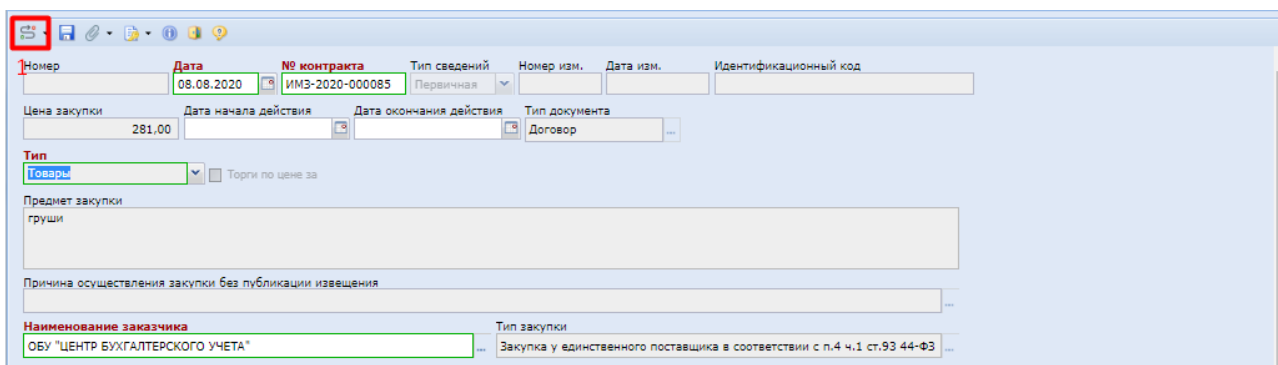 1
Номер Дата № контракта Тип сведений Номер изм. Дата изм. Идентификационный код
08.08.2020 ИМЗ-2020-000085 Первичная
Цена закупки Дата начала действия Дата окончания действия Тип документа
281,00 Договор ...
Тип
Товары Торги по цене за
Предмет закупки
груши
Причина осуществления закупки без публикации извещения
...
Наименование заказчика Тип закупки
ОБУ "ЦЕНТР БУХГАЛТЕРСКОГО УЧЕТА" ... Закупка у единственного поставщика в соответствии с п.4 ч.1 ст.93 44-ФЗ ...